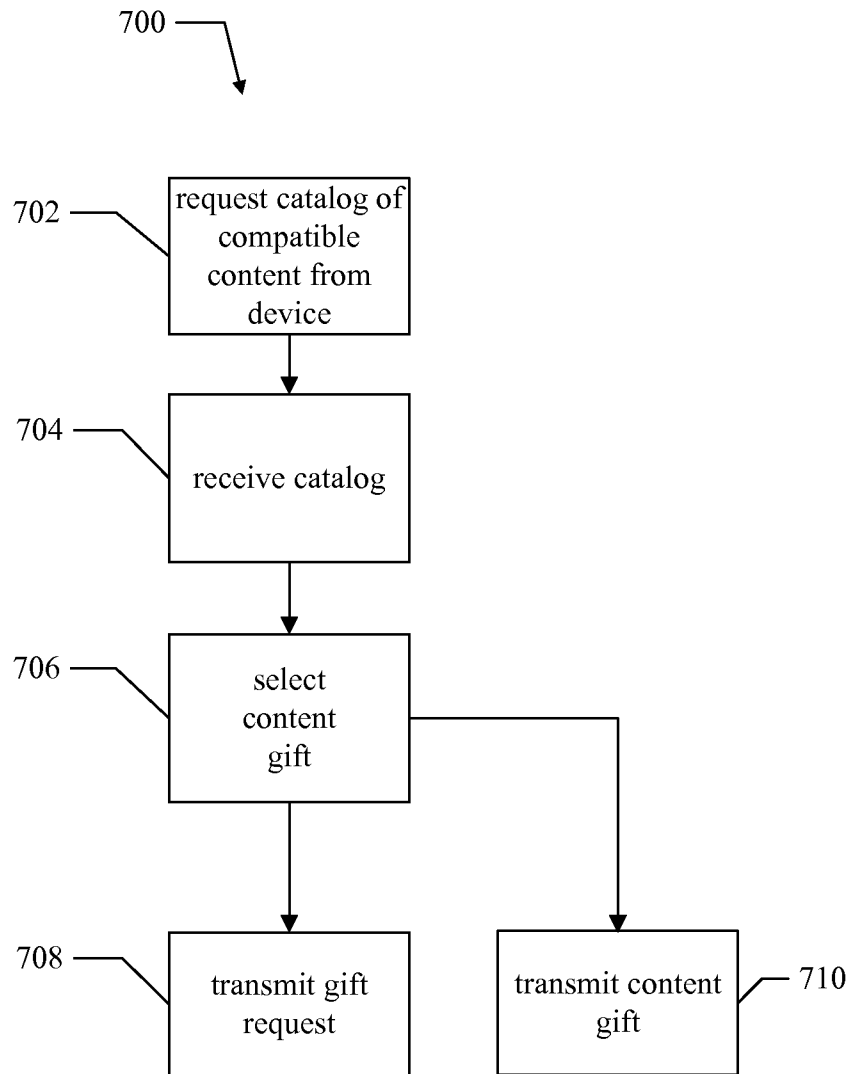 700
702
request catalog of
compatible
content from
device
704
receive catalog
706
select
content
gift
708
transmit gift
request
transmit content
gift
710